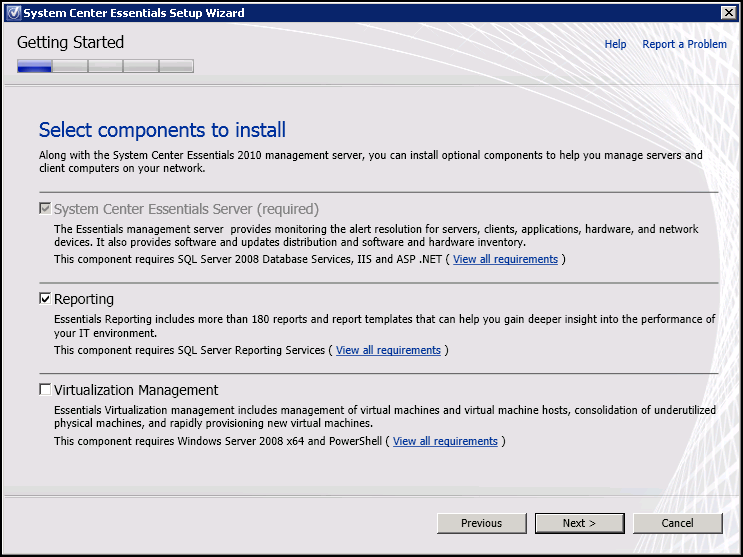 System Center Essentials Setup Wizard
Getting Started
Help Report a Problem
Select components to install
Along with the System Center Essentials 2010 management server, you can install optional components to help you manage servers and
client computers on your network.
System Center Essentials Server (required)
The Essentials management server provides monitoring the alert resolution for servers, clients, applications, hardware, and network
devices. It also provides software and updates distribution and software and hardware inventory.
This component requires SQL Server 2008 Database Services, IIS and ASP .NET ( View all requirements )
Reporting
Essentials Reporting includes more than 180 reports and report templates that can help you gain deeper insight into the performance of
your IT environment.
This component requires SQL Server Reporting Services ( View all requirements )
Virtualization Management
Essentials Virtualization management includes management of virtual machines and virtual machine hosts, consolidation of underutilized
physical machines, and rapidly provisioning new virtual machines.
This component requires Windows Server 2008 x64 and PowerShell ( View all requirements )
Previous Next > Cancel